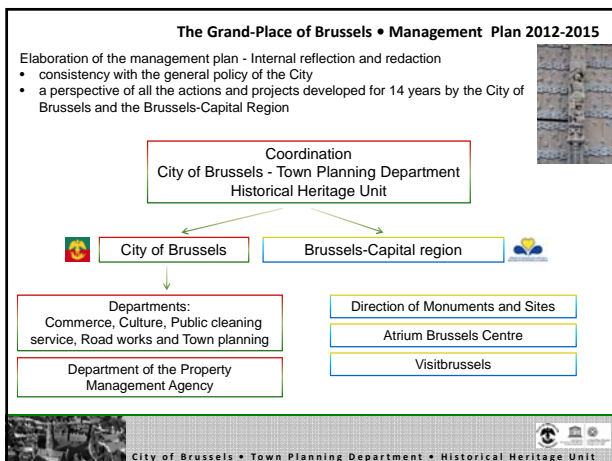 The Grand-Place of Brussels • Management Plan 2012-2015
Elaboration of the management plan - Internal reflection and redaction
• consistency with the general policy of the City
• a perspective of all the actions and projects developed for 14 years by the City of
Brussels and the Brussels-Capital Region
Coordination
City of Brussels - Town Planning Department
Historical Heritage Unit
City of Brussels
Brussels-Capital region
Departments:
Commerce, Culture, Public cleaning
service, Road works and Town planning
Department of the Property
Management Agency
Direction of Monuments and Sites
Atrium Brussels Centre
Visitbrussels
City of Brussels • Town Planning Department • Historical Heritage Unit